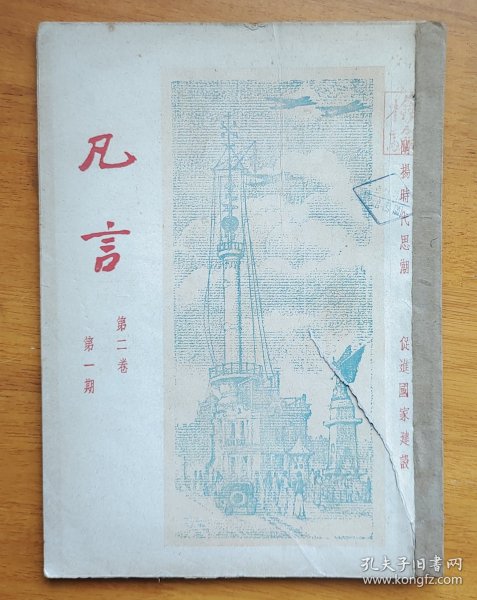 闡揚時代思潮 促進國家建設
凡言
第二卷
第一期
孔夫子旧书网
www.kongfz.com